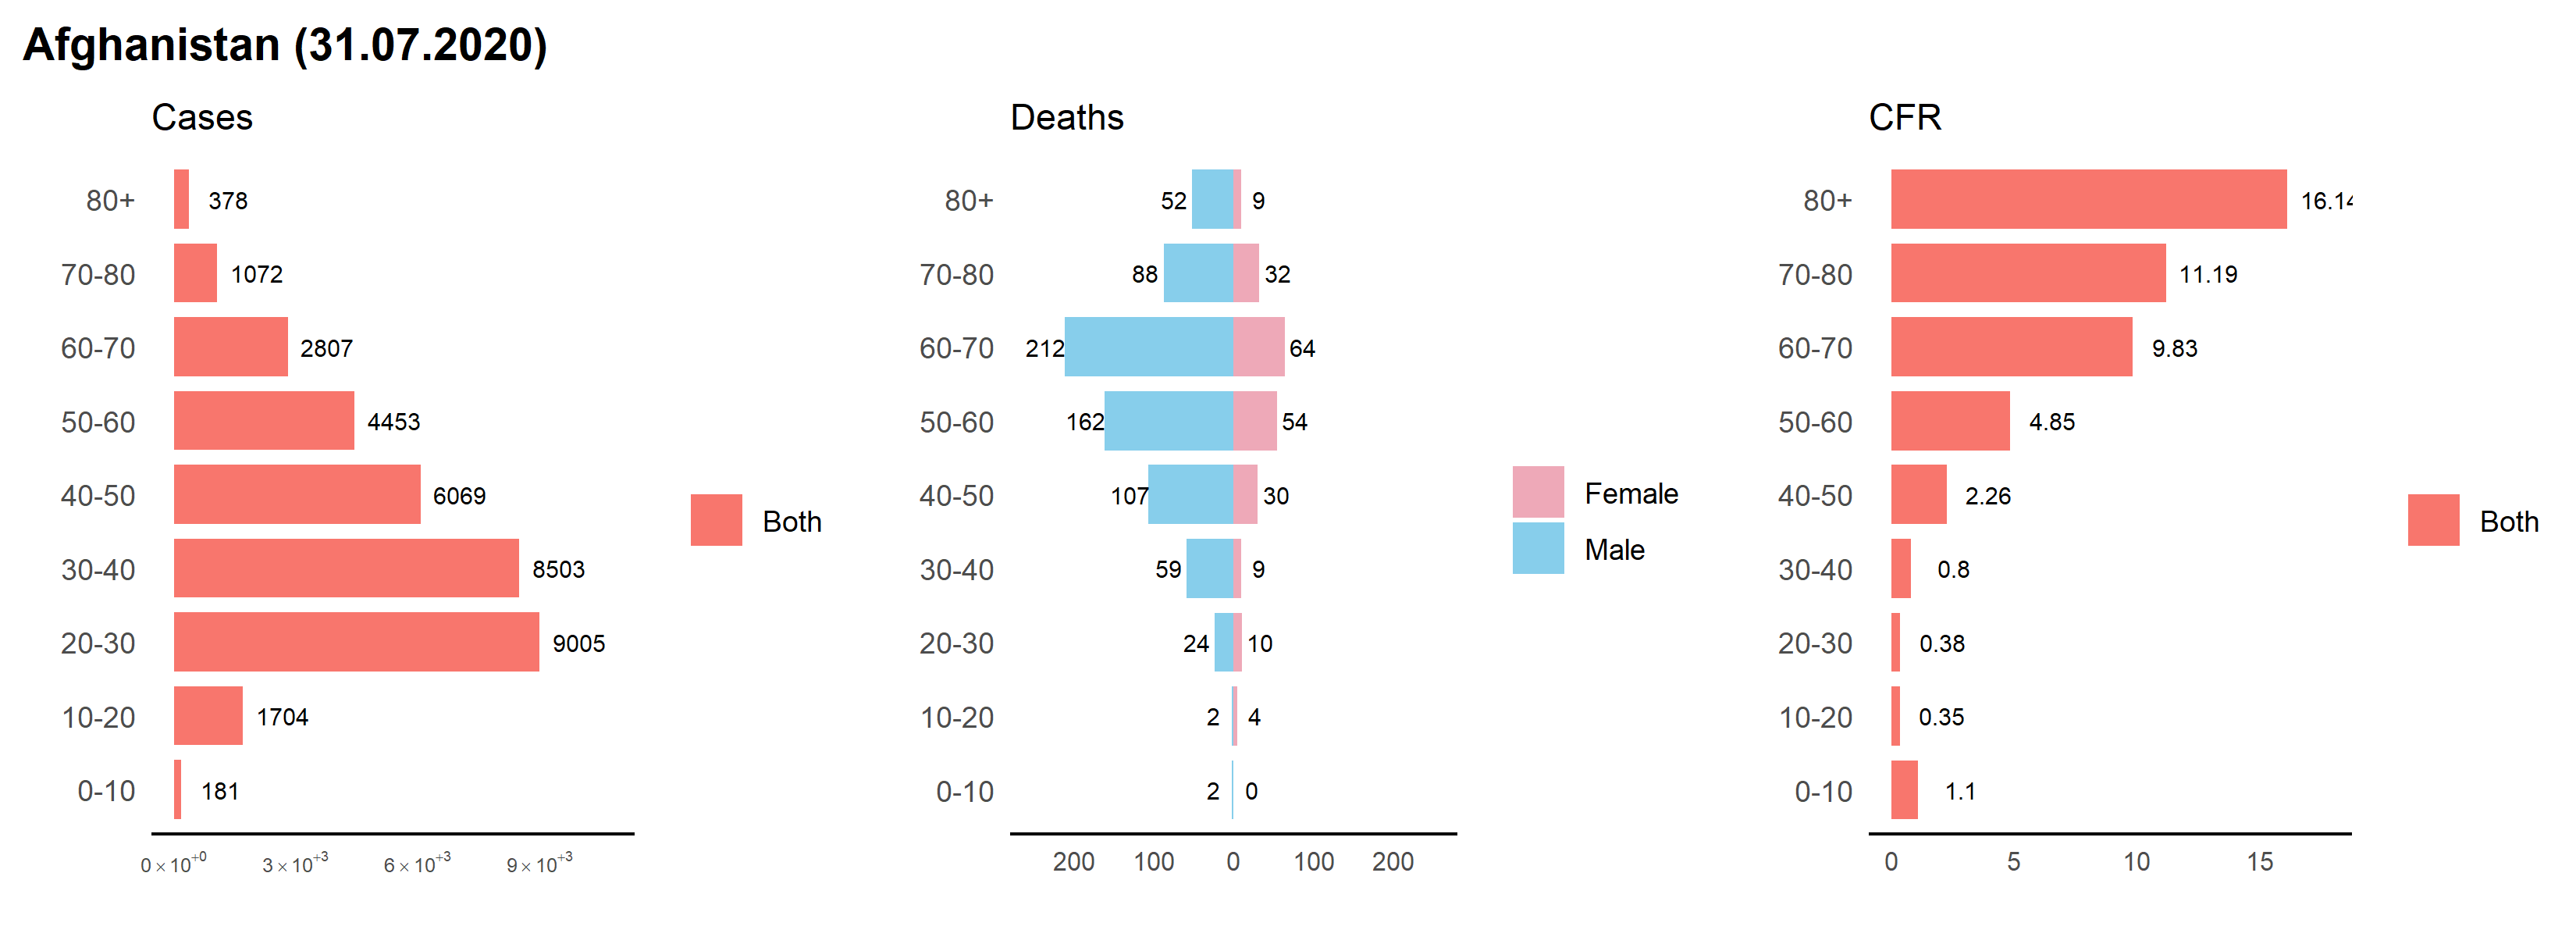 Afghanistan (31.07.2020)
Cases
80+ 378
70-80 1072
60-70 2807
50-60 4453
40-50 6069
30-40 8503
20-30 9005
10-20 1704
0-10 181
0×10⁺⁰ 3×10⁺³ 6×10⁺³ 9×10⁺³
Both
Deaths
80+ 52 9
70-80 88 32
60-70 212 64
50-60 162 54
40-50 107 30
30-40 59 9
20-30 24 10
10-20 2 4
0-10 2 0
200 100 0 100 200
Female
Male
CFR
80+ 16.14
70-80 11.19
60-70 9.83
50-60 4.85
40-50 2.26
30-40 0.8
20-30 0.38
10-20 0.35
0-10 1.1
0 5 10 15
Both